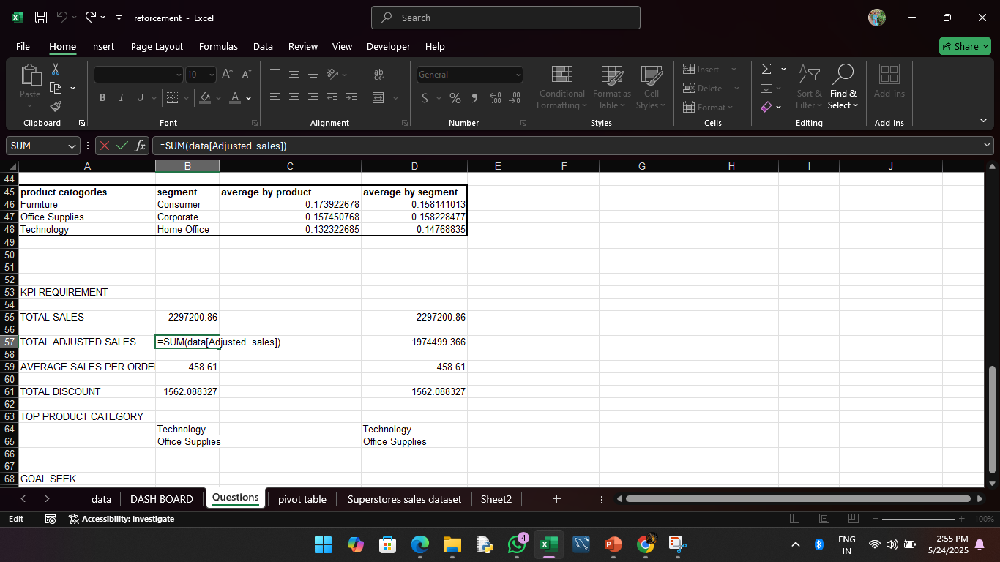 reforcement - Excel
Search
File Home Insert Page Layout Formulas Data Review View Developer Help
Share
Paste
10
General
Conditional Formatting
Format as Table
Cell Styles
Insert
Delete
Format
Sort & Filter
Find & Select
Add-ins
Clipboard Font Alignment Number Styles Cells Editing Add-ins
SUM
=SUM(data[Adjusted sales])
A B C D E F G H I J
44
45 product catogories segment average by product average by segment
46 Furniture Consumer 0.173922678 0.158141013
47 Office Supplies Corporate 0.157450768 0.158228477
48 Technology Home Office 0.132322685 0.14768835
49
50
51
52
53 KPI REQUIREMENT
54
55 TOTAL SALES 2297200.86 2297200.86
56
57 TOTAL ADJUSTED SALES =SUM(data[Adjusted sales]) 1974499.366
58
59 AVERAGE SALES PER ORDE 458.61 458.61
60
61 TOTAL DISCOUNT 1562.088327 1562.088327
62
63 TOP PRODUCT CATEGORY
64 Technology Technology
65 Office Supplies Office Supplies
66
67
68 GOAL SEEK
data DASH BOARD Questions pivot table Superstores sales dataset Sheet2
Edit Accessibility: Investigate 100%
4
ENG
IN
2:55 PM
5/24/2025